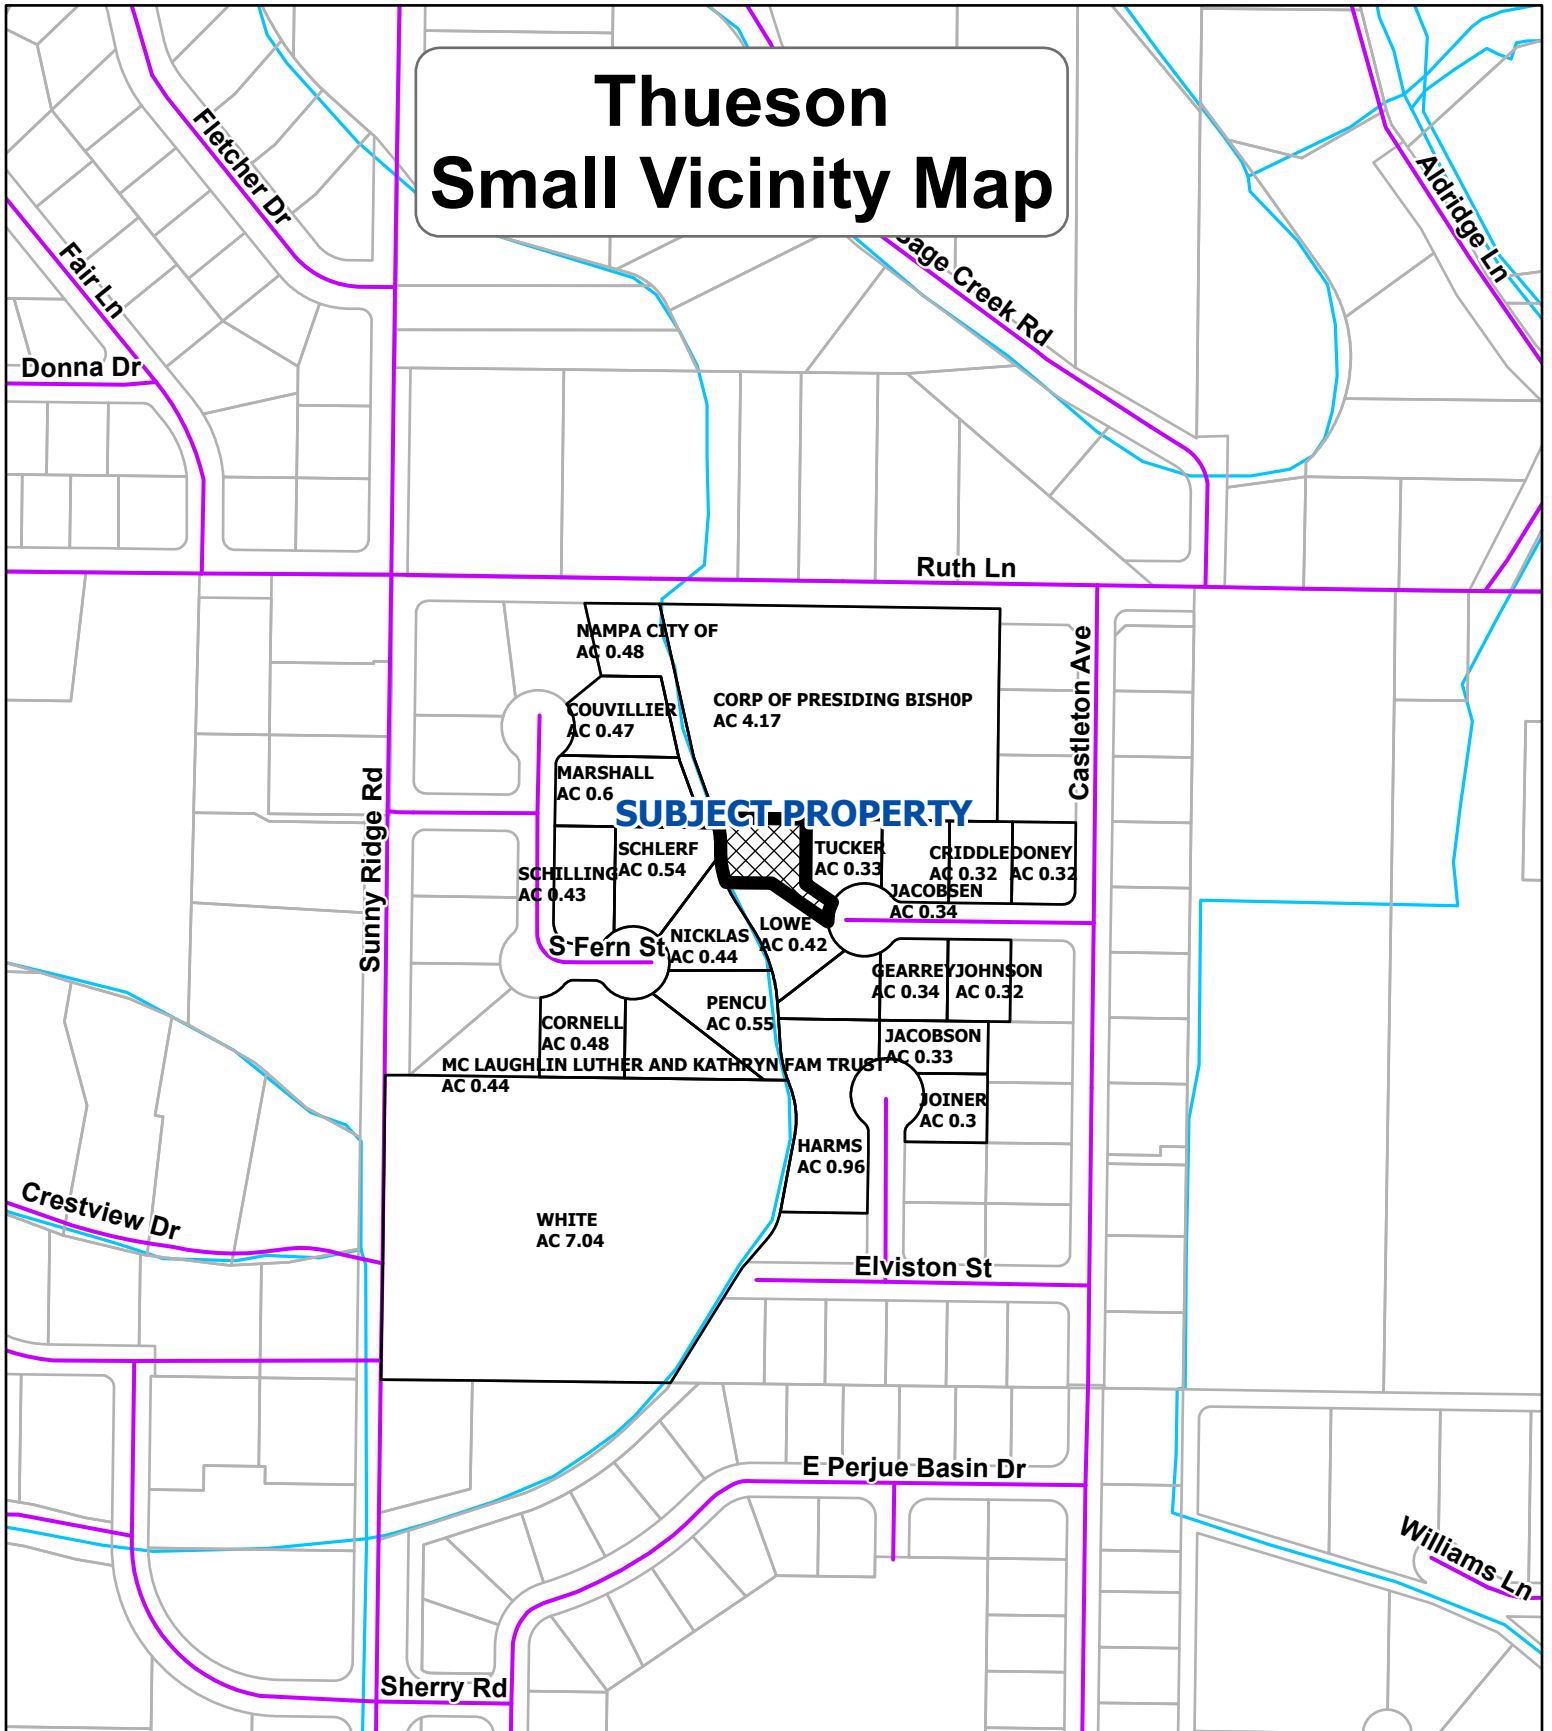 Thueson
Small Vicinity Map
Fletcher Dr
Fair Ln
Donna Dr
Sage Creek Rd
Aldridge Ln
Ruth Ln
Castleton Ave
Sunny Ridge Rd
NAMPA CITY OF
AC 0.48
COUVILLIER
AC 0.47
CORP OF PRESIDING BISH0P
AC 4.17
MARSHALL
AC 0.6
SUBJECT PROPERTY
SCHLERF
AC 0.54
TUCKER
AC 0.33
CRIDDLE
AC 0.32
DONEY
AC 0.32
SCHILLING
AC 0.43
JACOBSEN
AC 0.34
LOWE
AC 0.42
NICKLAS
AC 0.44
S Fern St
GEARREY
AC 0.34
JOHNSON
AC 0.32
PENCU
AC 0.55
CORNELL
AC 0.48
JACOBSON
AC 0.33
MC LAUGHLIN LUTHER AND KATHRYN FAM TRUST
AC 0.44
JOINER
AC 0.3
HARMS
AC 0.96
WHITE
AC 7.04
Crestview Dr
Elviston St
E Perjue Basin Dr
Williams Ln
Sherry Rd